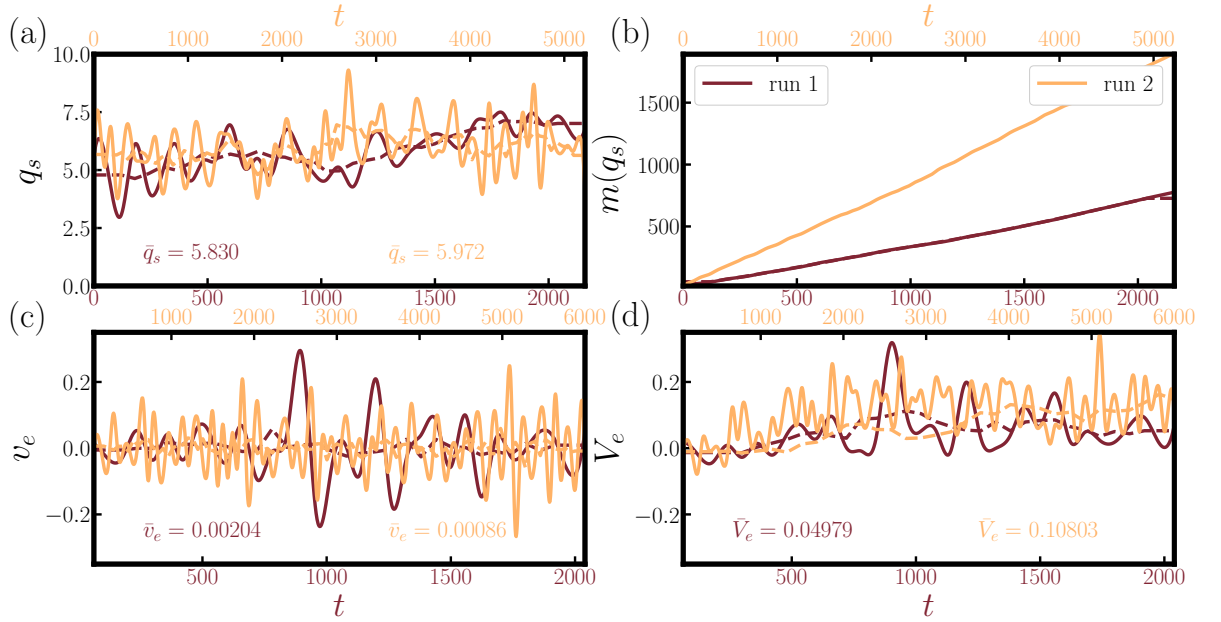 (a)
t
0 1000 2000 3000 4000 5000
10.0
7.5
5.0
2.5
0.0
q_s
q̄_s = 5.830
q̄_s = 5.972
0 500 1000 1500 2000
(b)
t
0 1000 2000 3000 4000 5000
run 1
run 2
1500
1000
500
m(q_s)
0 500 1000 1500 2000
(c)
1000 2000 3000 4000 5000 6000
0.2
0.0
−0.2
v_e
v̄_e = 0.00204
v̄_e = 0.00086
500 1000 1500 2000
t
(d)
1000 2000 3000 4000 5000 6000
0.2
0.0
−0.2
V_e
V̄_e = 0.04979
V̄_e = 0.10803
500 1000 1500 2000
t